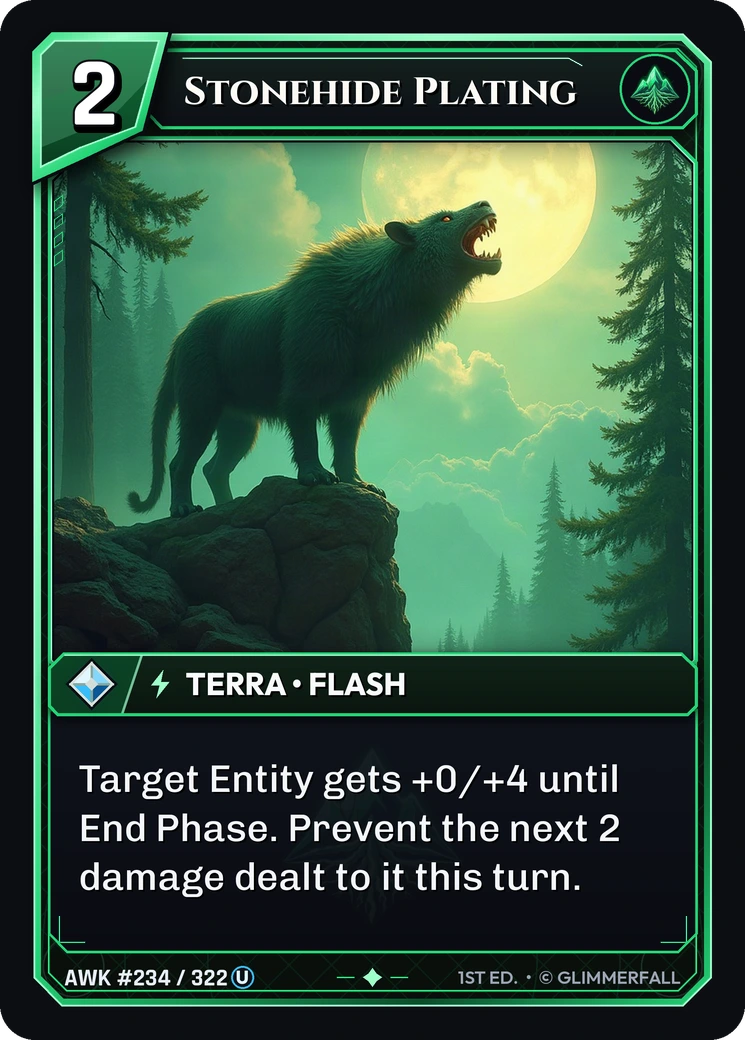 2
Stonehide Plating
TERRA • FLASH
Target Entity gets +0/+4 until
End Phase. Prevent the next 2
damage dealt to it this turn.
AWK #234 / 322 U
1ST ED. • © GLIMMERFALL